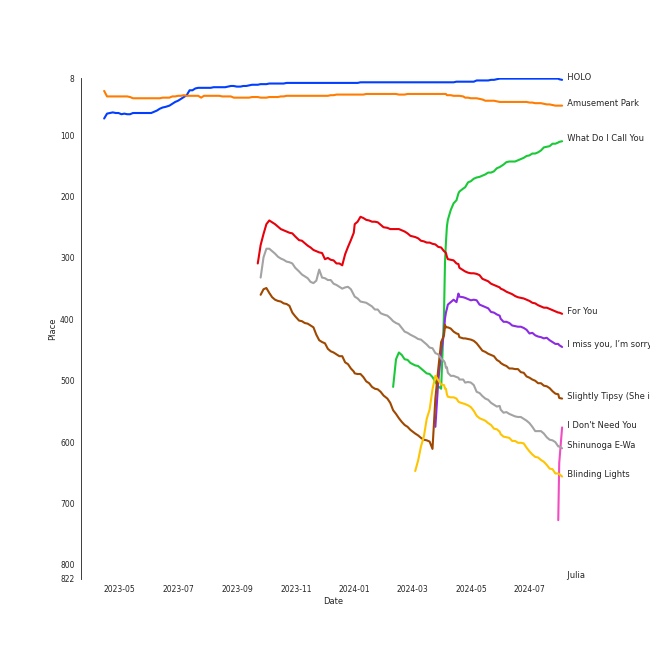 8
HOLO
Amusement Park
100
What Do I Call You
200
300
For You
400
I miss you, I'm sorry
500
Slightly Tipsy (She i
I Don't Need You
600
Shinunoga E-Wa
Blinding Lights
700
800
822
Julia
Place
2023-05 2023-07 2023-09 2023-11 2024-01 2024-03 2024-05 2024-07
Date